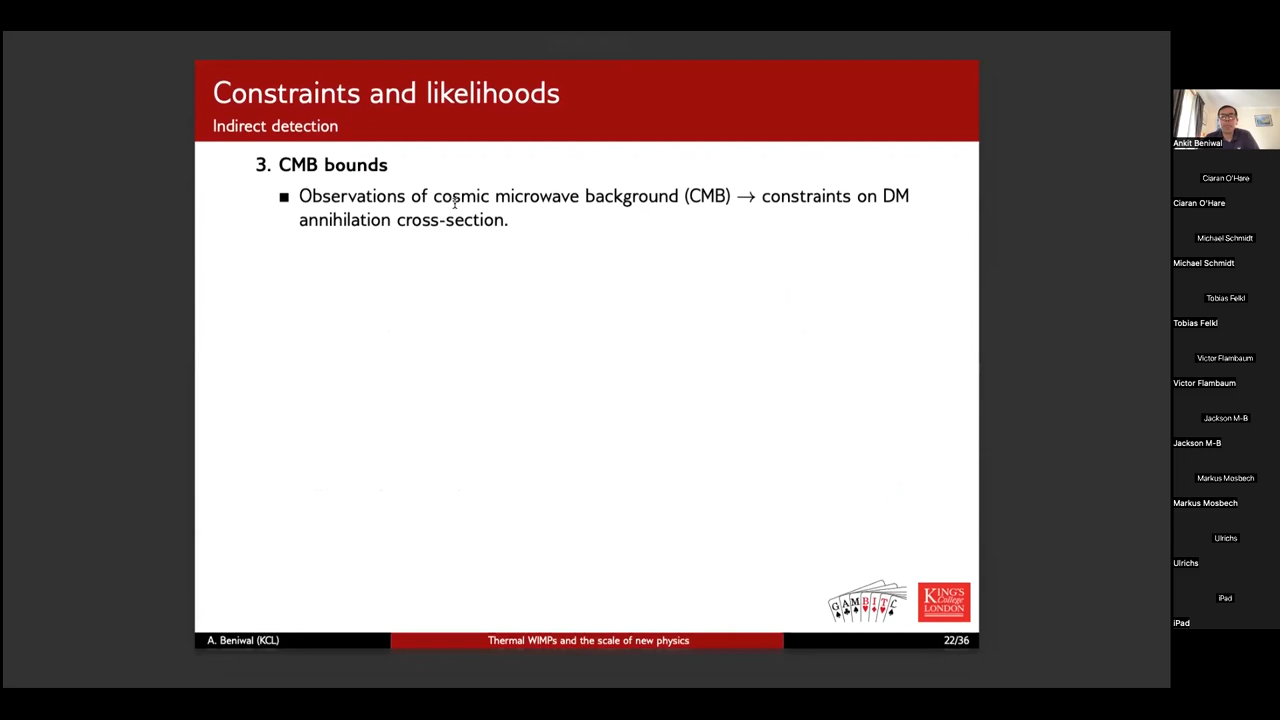 Constraints and likelihoods
Indirect detection
3. CMB bounds
■ Observations of cosmic microwave background (CMB) → constraints on DM
annihilation cross-section.
GAMBIT
KING'S
College
LONDON
A. Beniwal (KCL)
Thermal WIMPs and the scale of new physics
22/36
Ankit Beniwal
Ciaran O'Hare
Ciaran O'Hare
Michael Schmidt
Michael Schmidt
Tobias Felkl
Tobias Felkl
Victor Flambaum
Victor Flambaum
Jackson M-B
Jackson M-B
Markus Mosbech
Markus Mosbech
Ulrichs
Ulrichs
iPad
iPad